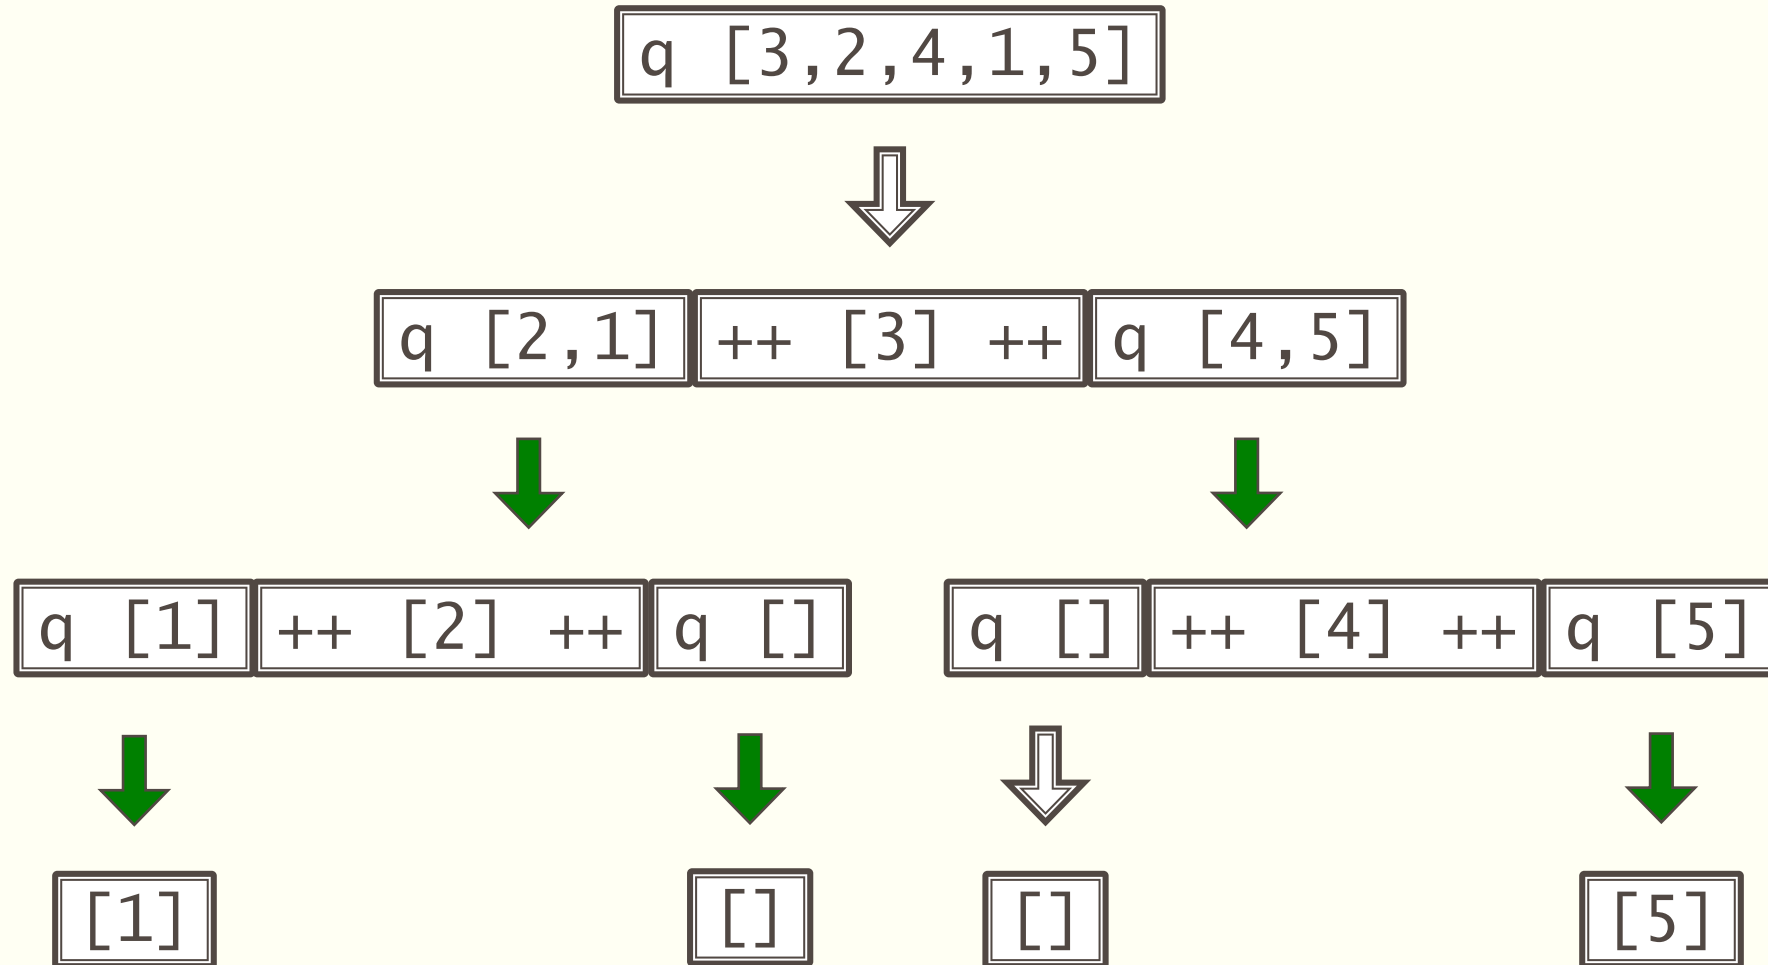 q [3,2,4,1,5]
q [2,1] ++ [3] ++ q [4,5]
q [1] ++ [2] ++ q [] q [] ++ [4] ++ q [5]
[1] [] [] [5]